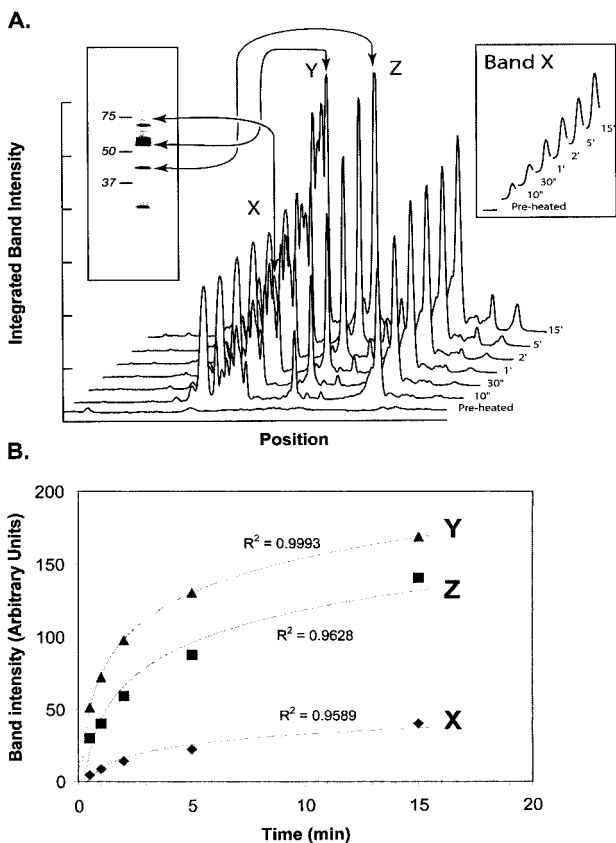 A.
Integrated Band Intensity
75
50
37
X
Y
Z
Band X
15'
5'
2'
1'
30"
10"
Pre-heated
15'
5'
2'
1'
30"
10"
Pre-heated
Position
B.
Band intensity (Arbitrary Units)
200
150
100
50
0
R² = 0.9993
R² = 0.9628
R² = 0.9589
Y
Z
X
0 5 10 15 20
Time (min)